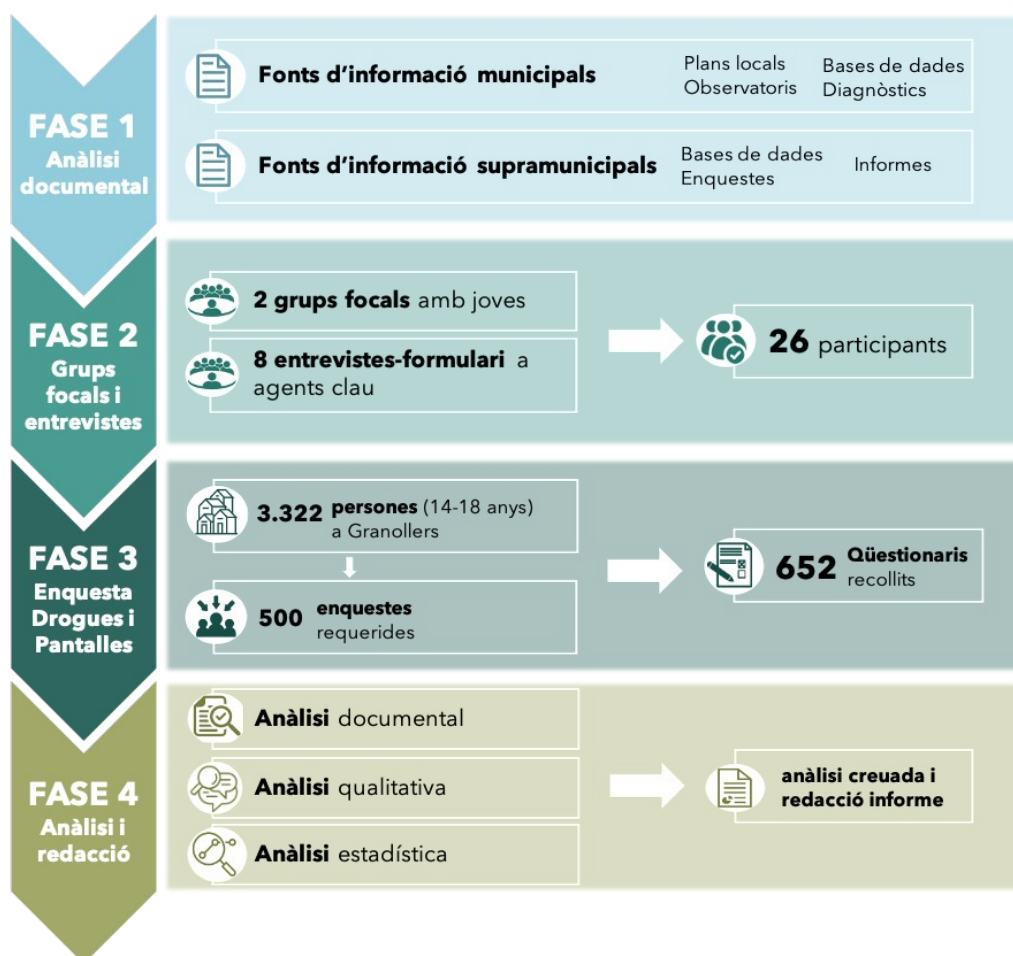 FASE 1
Anàlisi
documental
Fonts d’informació municipals
Plans locals
Observatoris
Bases de dades
Diagnòstics
Fonts d’informació supramunicipals
Bases de dades
Enquestes
Informes
FASE 2
Grups
focals i
entrevistes
2 grups focals amb joves
8 entrevistes-formulari a
agents clau
26 participants
FASE 3
Enquesta
Drogues i
Pantalles
3.322 persones (14-18 anys)
a Granollers
500 enquestes
requerides
652 Qüestionaris
recollits
FASE 4
Anàlisi i
redacció
Anàlisi documental
Anàlisi qualitativa
Anàlisi estadística
anàlisi creuada i
redacció informe